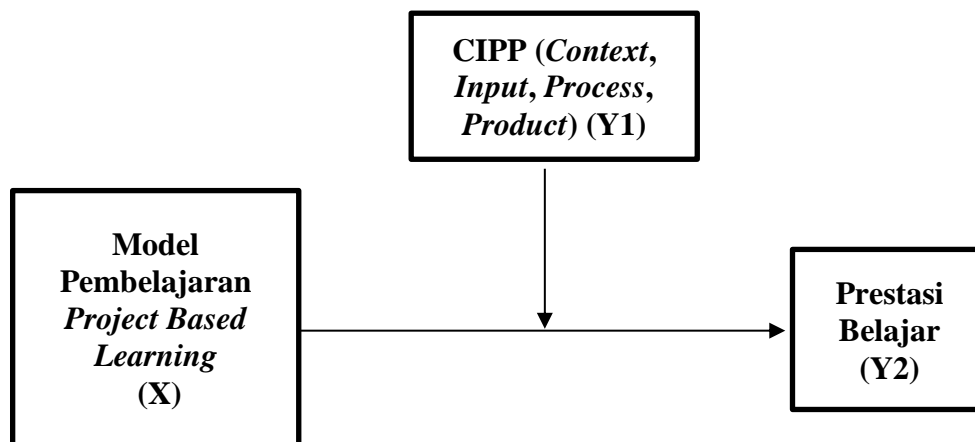 CIPP (Context,
Input, Process,
Product) (Y1)
Model
Pembelajaran
Project Based
Learning
(X)
Prestasi
Belajar
(Y2)